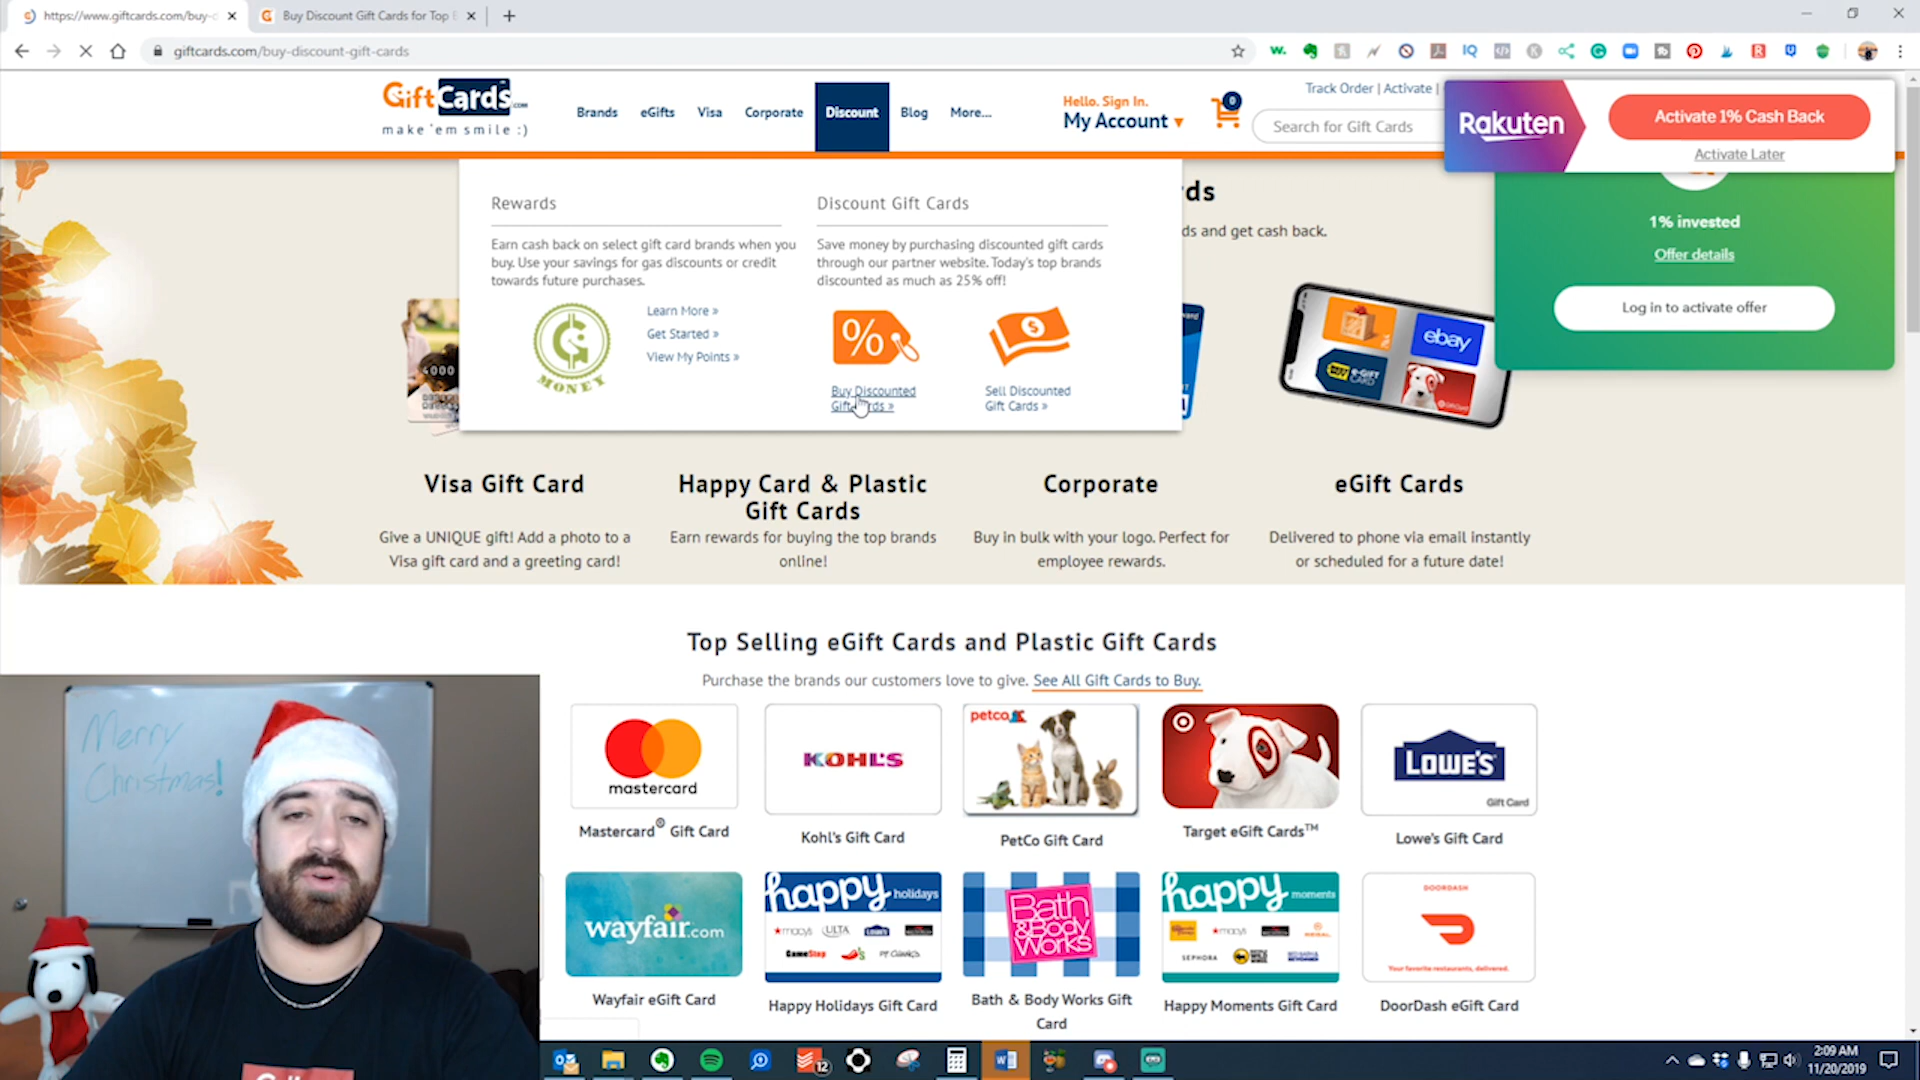 https://www.giftcards.com/buy-d
Buy Discount Gift Cards for Top
giftcards.com/buy-discount-gift-cards
GiftCards.com
make 'em smile :)
Brands
eGifts
Visa
Corporate
Discount
Blog
More...
Hello. Sign In.
My Account
0
Track Order | Activate |
Search for Gift Cards
Rakuten
Activate 1% Cash Back
Activate Later
1% invested
Offer details
Log in to activate offer
rds
ds and get cash back.
Rewards
Earn cash back on select gift card brands when you
buy. Use your savings for gas discounts or credit
towards future purchases.
MONEY
Learn More »
Get Started »
View My Points »
Discount Gift Cards
Save money by purchasing discounted gift cards
through our partner website. Today's top brands
discounted as much as 25% off!
%
$
Buy Discounted
Gift Cards »
Sell Discounted
Gift Cards »
4000
ebay
BEST BUY
e-GIFT
CARD
Visa Gift Card
Give a UNIQUE gift! Add a photo to a
Visa gift card and a greeting card!
Happy Card & Plastic
Gift Cards
Earn rewards for buying the top brands
online!
Corporate
Buy in bulk with your logo. Perfect for
employee rewards.
eGift Cards
Delivered to phone via email instantly
or scheduled for a future date!
Top Selling eGift Cards and Plastic Gift Cards
Purchase the brands our customers love to give. See All Gift Cards to Buy.
mastercard
Mastercard® Gift Card
KOHL'S
Kohl's Gift Card
petco
PetCo Gift Card
Target eGift Cards™
LOWE'S
Gift Card
Lowe's Gift Card
wayfair.com
Wayfair eGift Card
happy holidays
macy's
ULTA
LOWE'S
GameStop
P.F. CHANG'S
Happy Holidays Gift Card
Bath
& Body
Works
Bath & Body Works Gift
Card
happy moments
macy's
REGAL
SEPHORA
Happy Moments Gift Card
DOORDASH
Your favorite restaurants, delivered.
DoorDash eGift Card
Merry
Christmas!
12
2:09 AM
11/20/2019